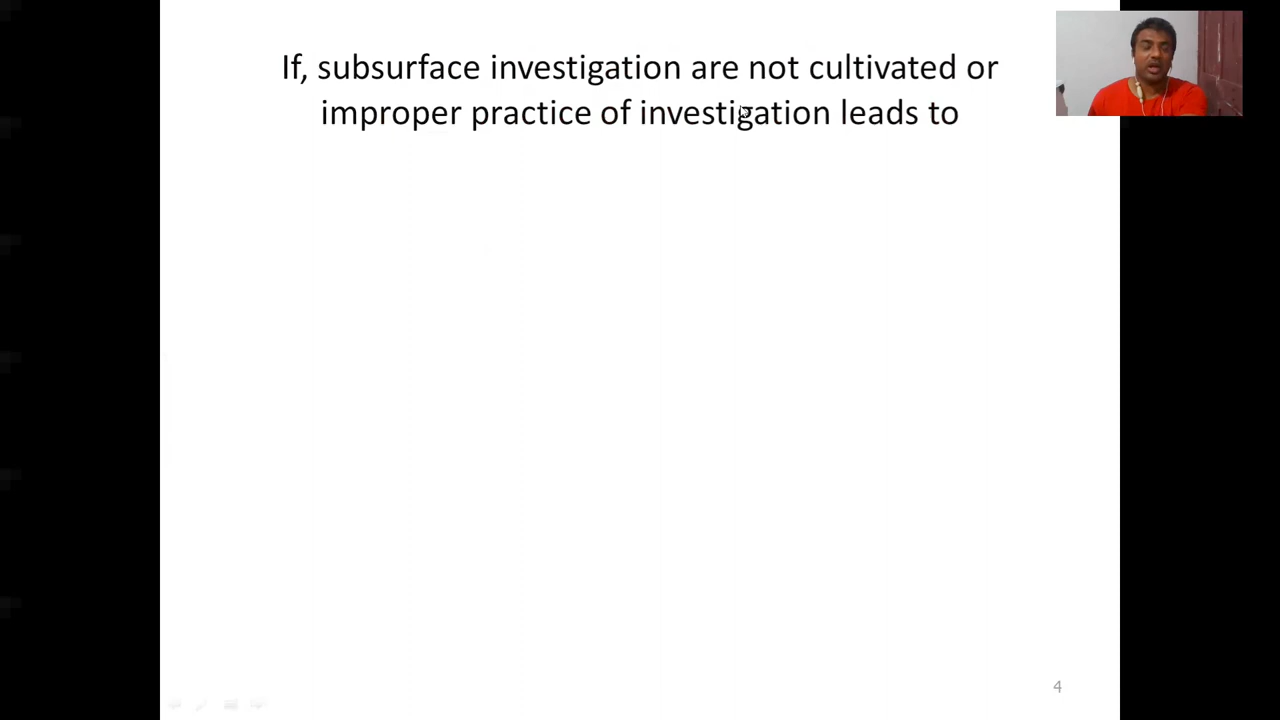 If, subsurface investigation are not cultivated or
improper practice of investigation leads to
4